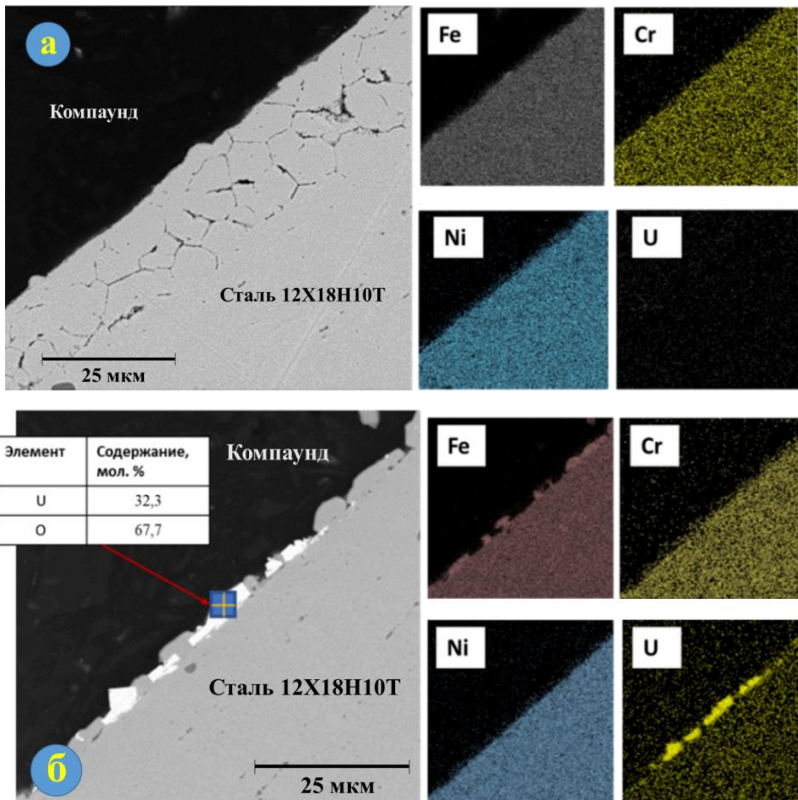 а
Компаунд
Сталь 12Х18Н10Т
25 мкм
Fe
Cr
Ni
U
Элемент
Содержание,
мол. %
U
32,3
O
67,7
Компаунд
Сталь 12Х18Н10Т
25 мкм
б
Fe
Cr
Ni
U